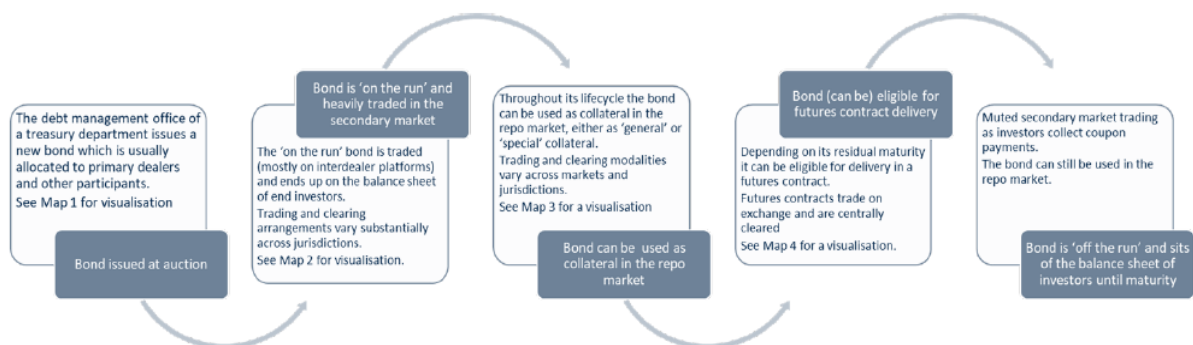 The debt management office of
a treasury department issues a
new bond which is usually
allocated to primary dealers
and other participants.
See Map 1 for visualisation
Bond issued at auction
Bond is 'on the run' and
heavily traded in the
secondary market
The 'on the run' bond is traded
(mostly on interdealer platforms)
and ends up on the balance sheet
of end investors.
Trading and clearing
arrangements vary substantially
across jurisdictions.
See Map 2 for visualisation.
Throughout its lifecycle the bond
can be used as collateral in the
repo market, either as 'general' or
'special' collateral.
Trading and clearing modalities
vary across markets and
jurisdictions.
See Map 3 for a visualisation
Bond can be used as
collateral in the repo
market
Bond (can be) eligible for
futures contract delivery
Depending on its residual maturity
it can be eligible for delivery in a
futures contract.
Futures contracts trade on
exchange and are centrally
cleared
See Map 4 for a visualisation.
Muted secondary market trading
as investors collect coupon
payments.
The bond can still be used in the
repo market.
Bond is 'off the run' and sits
of the balance sheet of
investors until maturity